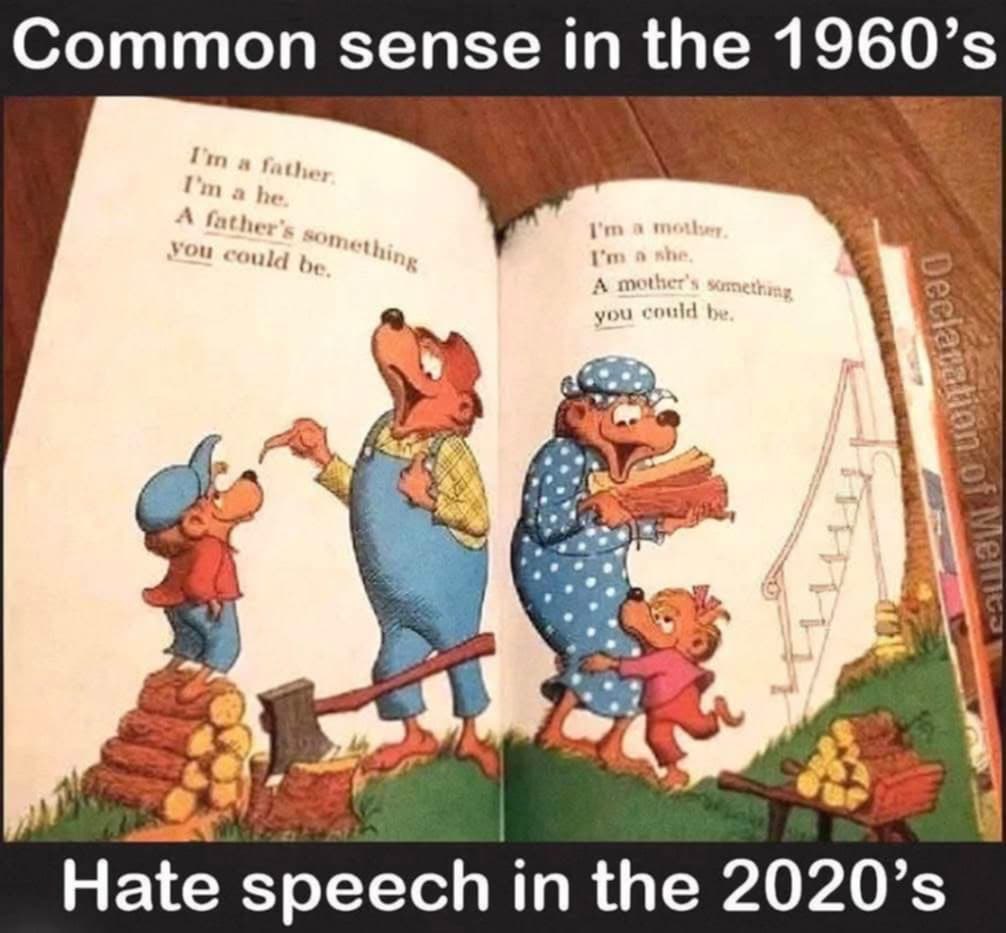 Common sense in the 1960's
I'm a father.
I'm a he.
A father's something
you could be.
I'm a mother.
I'm a she.
A mother's something
you could be.
Declaration of Memes
Hate speech in the 2020's